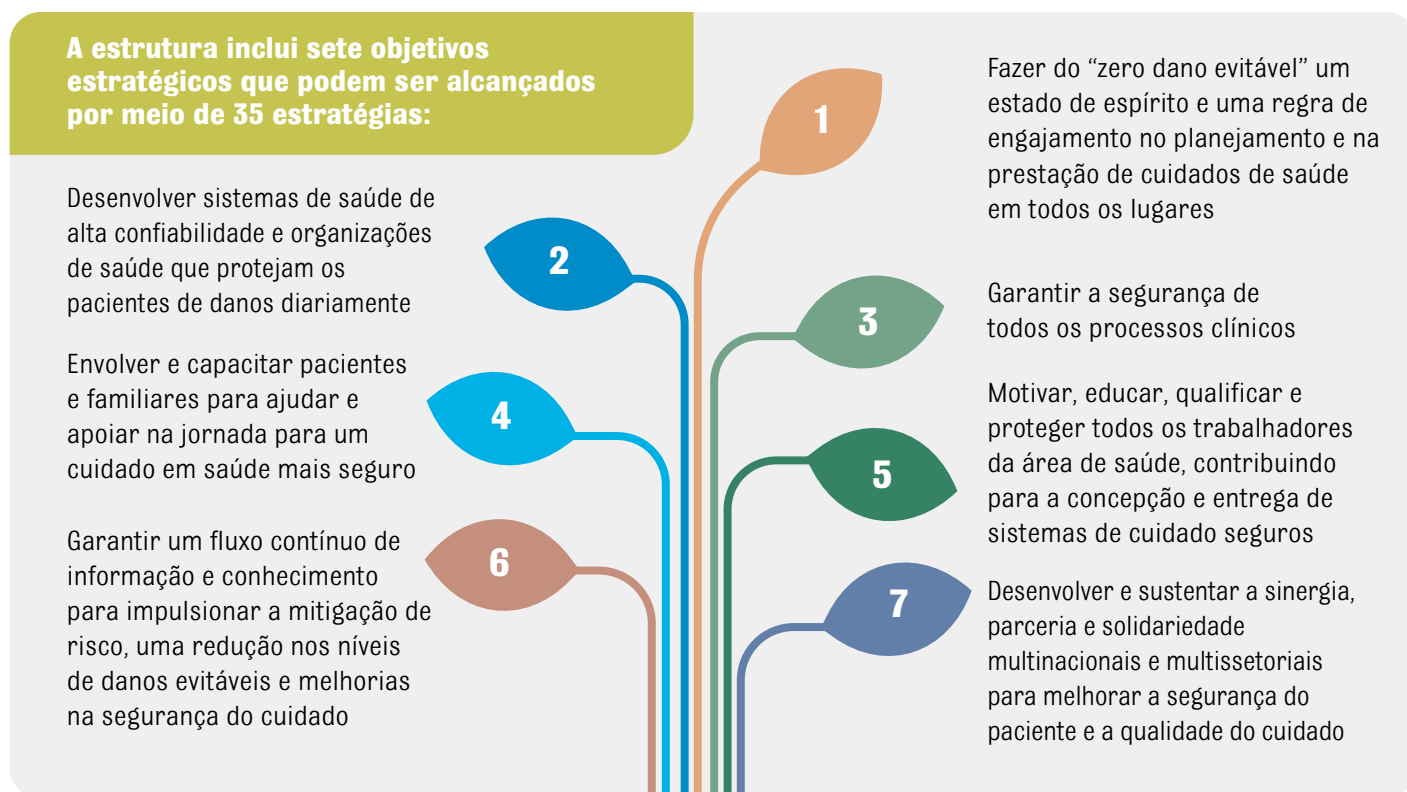 A estrutura inclui sete objetivos
estratégicos que podem ser alcançados
por meio de 35 estratégias:
1
Fazer do “zero dano evitável” um
estado de espírito e uma regra de
engajamento no planejamento e na
prestação de cuidados de saúde
em todos os lugares
2
Desenvolver sistemas de saúde de
alta confiabilidade e organizações
de saúde que protejam os
pacientes de danos diariamente
3
Garantir a segurança de
todos os processos clínicos
4
Envolver e capacitar pacientes
e familiares para ajudar e
apoiar na jornada para um
cuidado em saúde mais seguro
5
Motivar, educar, qualificar e
proteger todos os trabalhadores
da área de saúde, contribuindo
para a concepção e entrega de
sistemas de cuidado seguros
6
Garantir um fluxo contínuo de
informação e conhecimento
para impulsionar a mitigação de
risco, uma redução nos níveis
de danos evitáveis e melhorias
na segurança do cuidado
7
Desenvolver e sustentar a sinergia,
parceria e solidariedade
multinacionais e multissetoriais
para melhorar a segurança do
paciente e a qualidade do cuidado